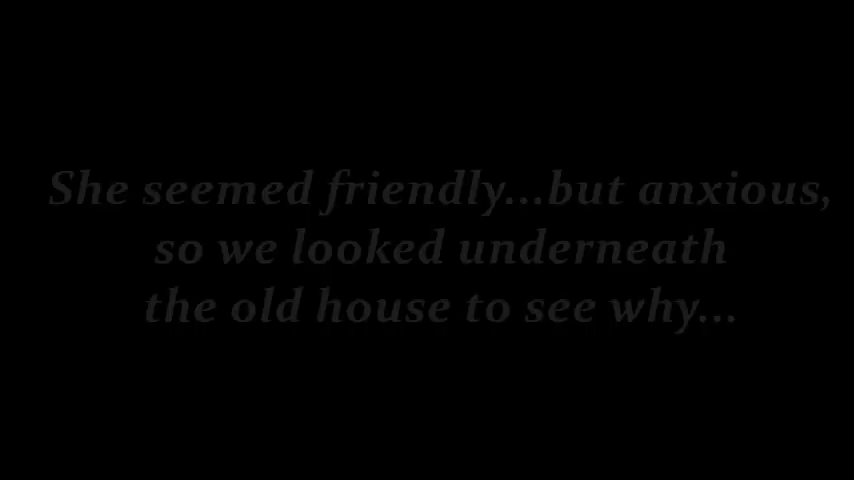 She seemed friendly...but anxious,
so we looked underneath
the old house to see why...